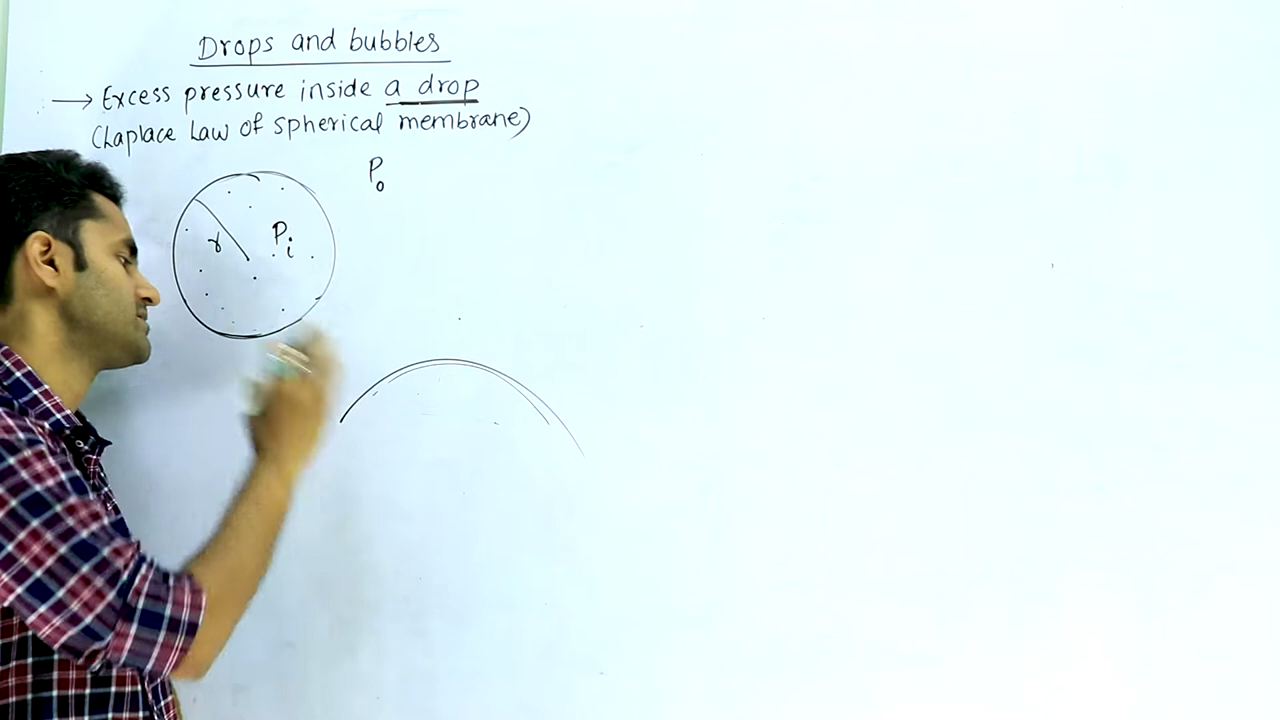 Drops and bubbles
→ Excess pressure inside a drop
(Laplace Law of spherical membrane)
P₀
r
Pᵢ